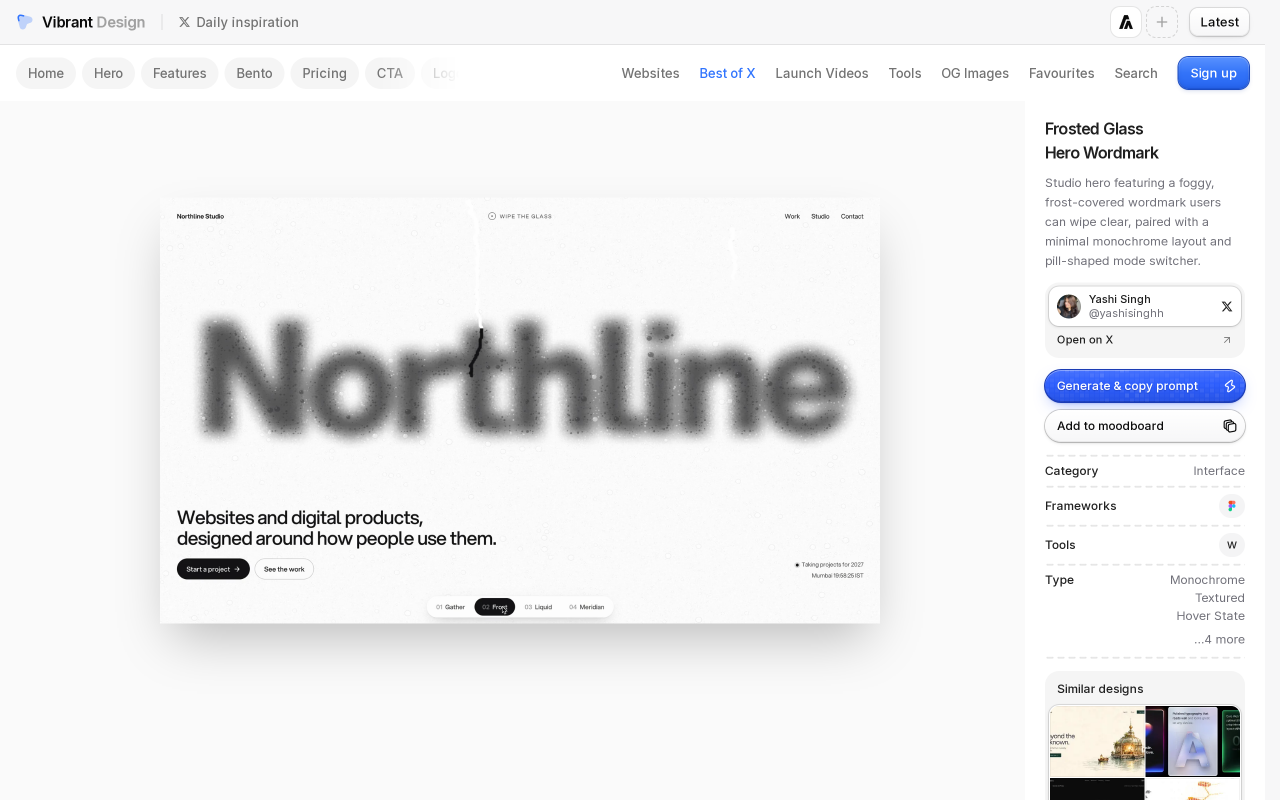 Vibrant Design
Daily inspiration
Latest
Home
Hero
Features
Bento
Pricing
CTA
Log
Websites
Best of X
Launch Videos
Tools
OG Images
Favourites
Search
Sign up
Northline Studio
WIPE THE GLASS
Work
Studio
Contact
Northline
Websites and digital products,
designed around how people use them.
Start a project →
See the work
Taking projects for 2027
Mumbai 19:58:25 IST
01 Gather
02 Frost
03 Liquid
04 Meridian
Frosted Glass
Hero Wordmark
Studio hero featuring a foggy,
frost-covered wordmark users
can wipe clear, paired with a
minimal monochrome layout and
pill-shaped mode switcher.
Yashi Singh
@yashisinghh
Open on X
Generate & copy prompt
Add to moodboard
Category
Interface
Frameworks
Tools
W
Type
Monochrome
Textured
Hover State
...4 more
Similar designs